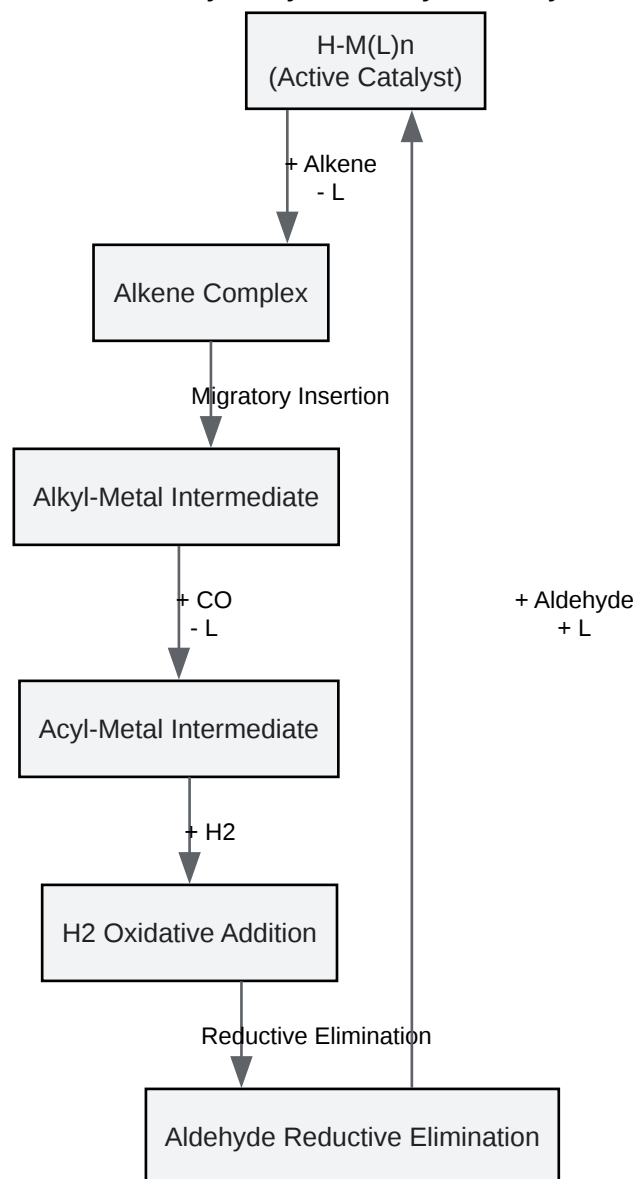 H-M(L)n
(Active Catalyst)
+ Alkene
- L
Alkene Complex
Migratory Insertion
Alkyl-Metal Intermediate
+ CO
- L
+ Aldehyde
+ L
Acyl-Metal Intermediate
+ H2
H2 Oxidative Addition
Reductive Elimination
Aldehyde Reductive Elimination